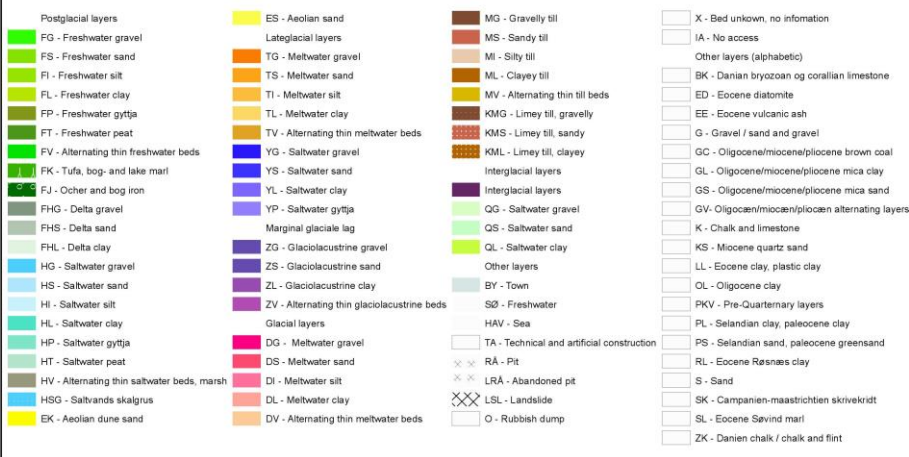 Postglacial layers
FG - Freshwater gravel
FS - Freshwater sand
FI - Freshwater silt
FL - Freshwater clay
FP - Freshwater gyttja
FT - Freshwater peat
FV - Alternating thin freshwater beds
FK - Tufa, bog- and lake marl
FJ - Ocher and bog iron
FHG - Delta gravel
FHS - Delta sand
FHL - Delta clay
HG - Saltwater gravel
HS - Saltwater sand
HI - Saltwater silt
HL - Saltwater clay
HP - Saltwater gyttja
HT - Saltwater peat
HV - Alternating thin saltwater beds, marsh
HSG - Saltvands skalgrus
EK - Aeolian dune sand
ES - Aeolian sand
Lateglacial layers
TG - Meltwater gravel
TS - Meltwater sand
TI - Meltwater silt
TL - Meltwater clay
TV - Alternating thin meltwater beds
YG - Saltwater gravel
YS - Saltwater sand
YL - Saltwater clay
YP - Saltwater gyttja
Marginal glaciale lag
ZG - Glaciolacustrine gravel
ZS - Glaciolacustrine sand
ZL - Glaciolacustrine clay
ZV - Alternating thin glaciolacustrine beds
Glacial layers
DG - Meltwater gravel
DS - Meltwater sand
DI - Meltwater silt
DL - Meltwater clay
DV - Alternating thin meltwater beds
MG - Gravelly till
MS - Sandy till
MI - Silty till
ML - Clayey till
MV - Alternating thin till beds
KMG - Limey till, gravelly
KMS - Limey till, sandy
KML - Limey till, clayey
Interglacial layers
Interglacial layers
QG - Saltwater gravel
QS - Saltwater sand
QL - Saltwater clay
Other layers
BY - Town
SØ - Freshwater
HAV - Sea
TA - Technical and artificial construction
RÅ - Pit
LRÅ - Abandoned pit
LSL - Landslide
O - Rubbish dump
X - Bed unkown, no infomation
IA - No access
Other layers (alphabetic)
BK - Danian bryozoan og corallian limestone
ED - Eocene diatomite
EE - Eocene vulcanic ash
G - Gravel / sand and gravel
GC - Oligocene/miocene/pliocene brown coal
GL - Oligocene/miocene/pliocene mica clay
GS - Oligocene/miocene/pliocene mica sand
GV- Oligocæn/miocæn/pliocæn alternating layers
K - Chalk and limestone
KS - Miocene quartz sand
LL - Eocene clay, plastic clay
OL - Oligocene clay
PKV - Pre-Quarternary layers
PL - Selandian clay, paleocene clay
PS - Selandian sand, paleocene greensand
RL - Eocene Røsnæs clay
S - Sand
SK - Campanien-maastrichtien skrivekridt
SL - Eocene Søvind marl
ZK - Danien chalk / chalk and flint